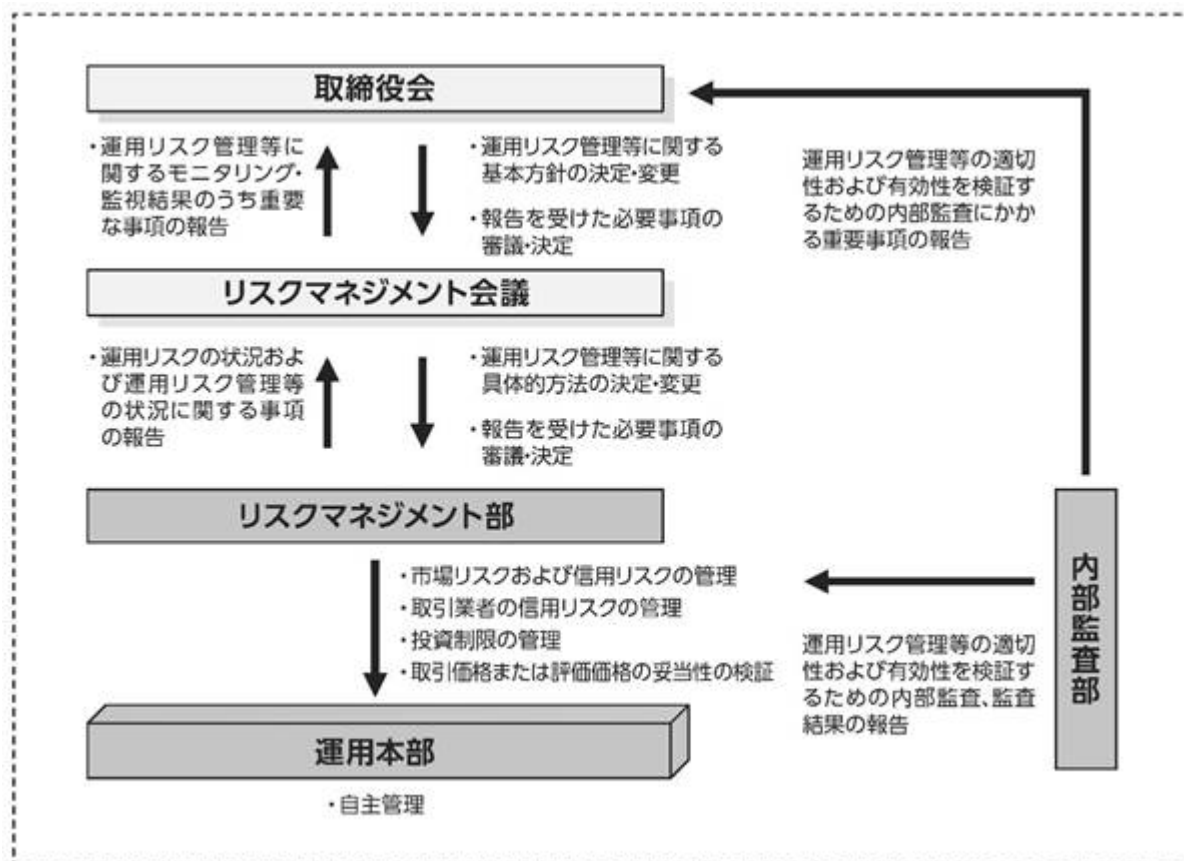 取締役会
・運用リスク管理等に
関するモニタリング・
監視結果のうち重要
な事項の報告
・運用リスク管理等に関する
基本方針の決定・変更
・報告を受けた必要事項の
審議・決定
運用リスク管理等の適切
性および有効性を検証す
るための内部監査にかか
る重要事項の報告
リスクマネジメント会議
・運用リスクの状況およ
び運用リスク管理等
の状況に関する事項
の報告
・運用リスク管理等に関する
具体的方法の決定・変更
・報告を受けた必要事項の
審議・決定
リスクマネジメント部
・市場リスクおよび信用リスクの管理
・取引業者の信用リスクの管理
・投資制限の管理
・取引価格または評価価格の妥当性の検証
内部監査部
運用リスク管理等の適切
性および有効性を検証す
るための内部監査、監査
結果の報告
運用本部
・自主管理